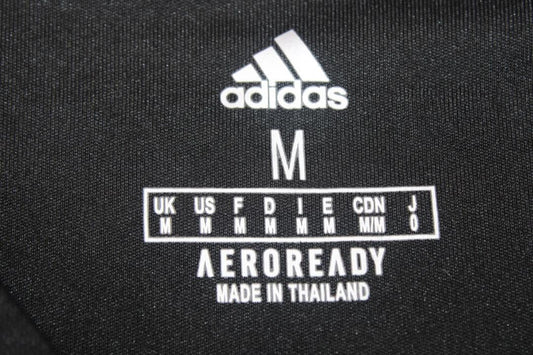 adidas
M
UK US F D I E CDN J
M M M M M M M/M O
AEROREADY
MADE IN THAILAND